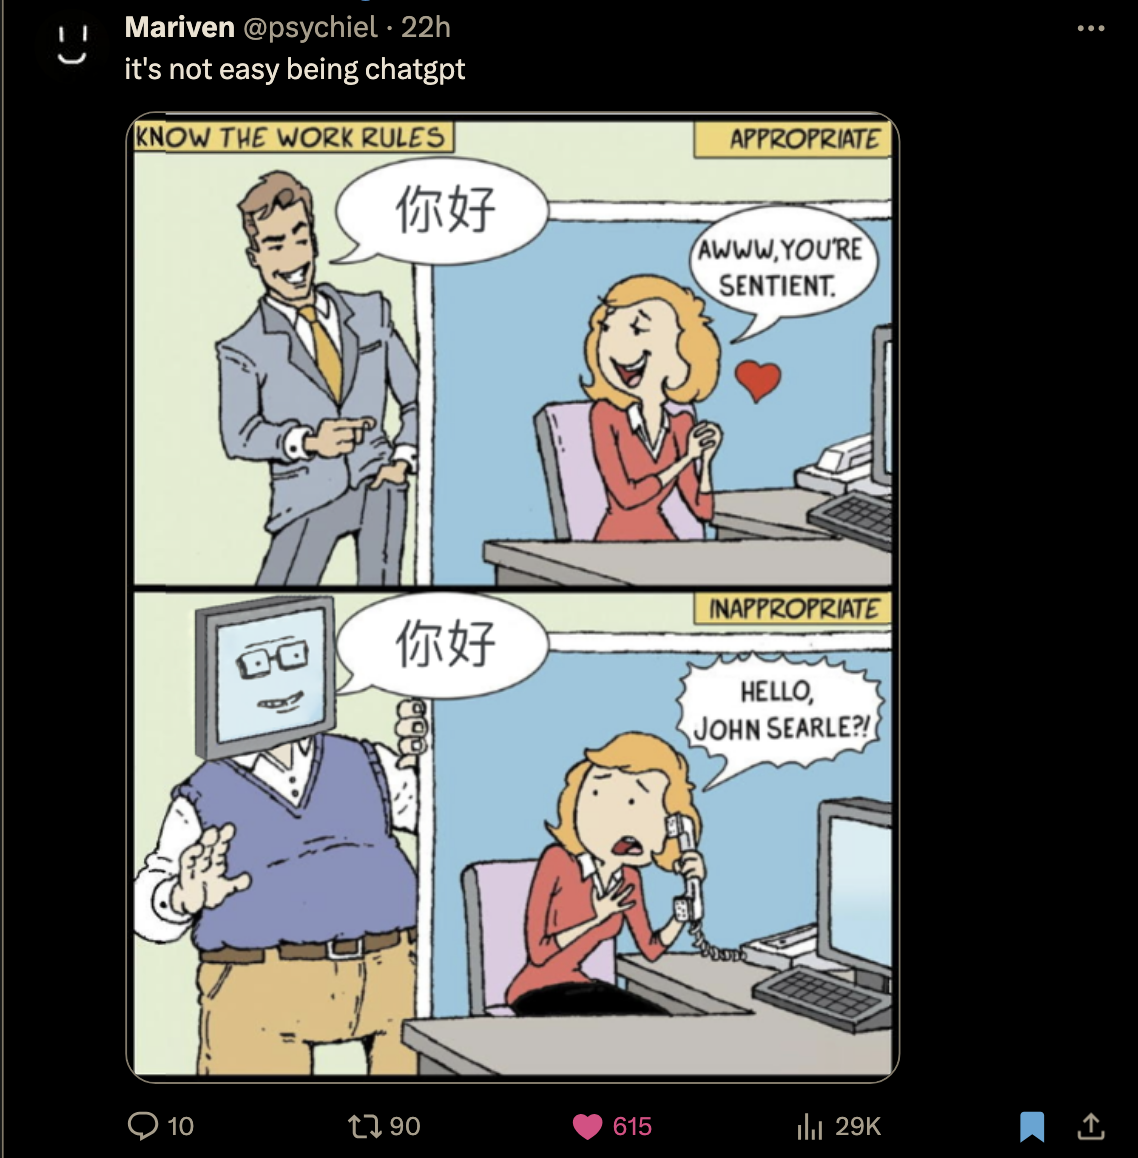 Mariven @psychiel · 22h
it's not easy being chatgpt
KNOW THE WORK RULES
APPROPRIATE
你好
AWWW, YOU'RE
SENTIENT.
INAPPROPRIATE
你好
HELLO,
JOHN SEARLE?!
10 90 615 29K